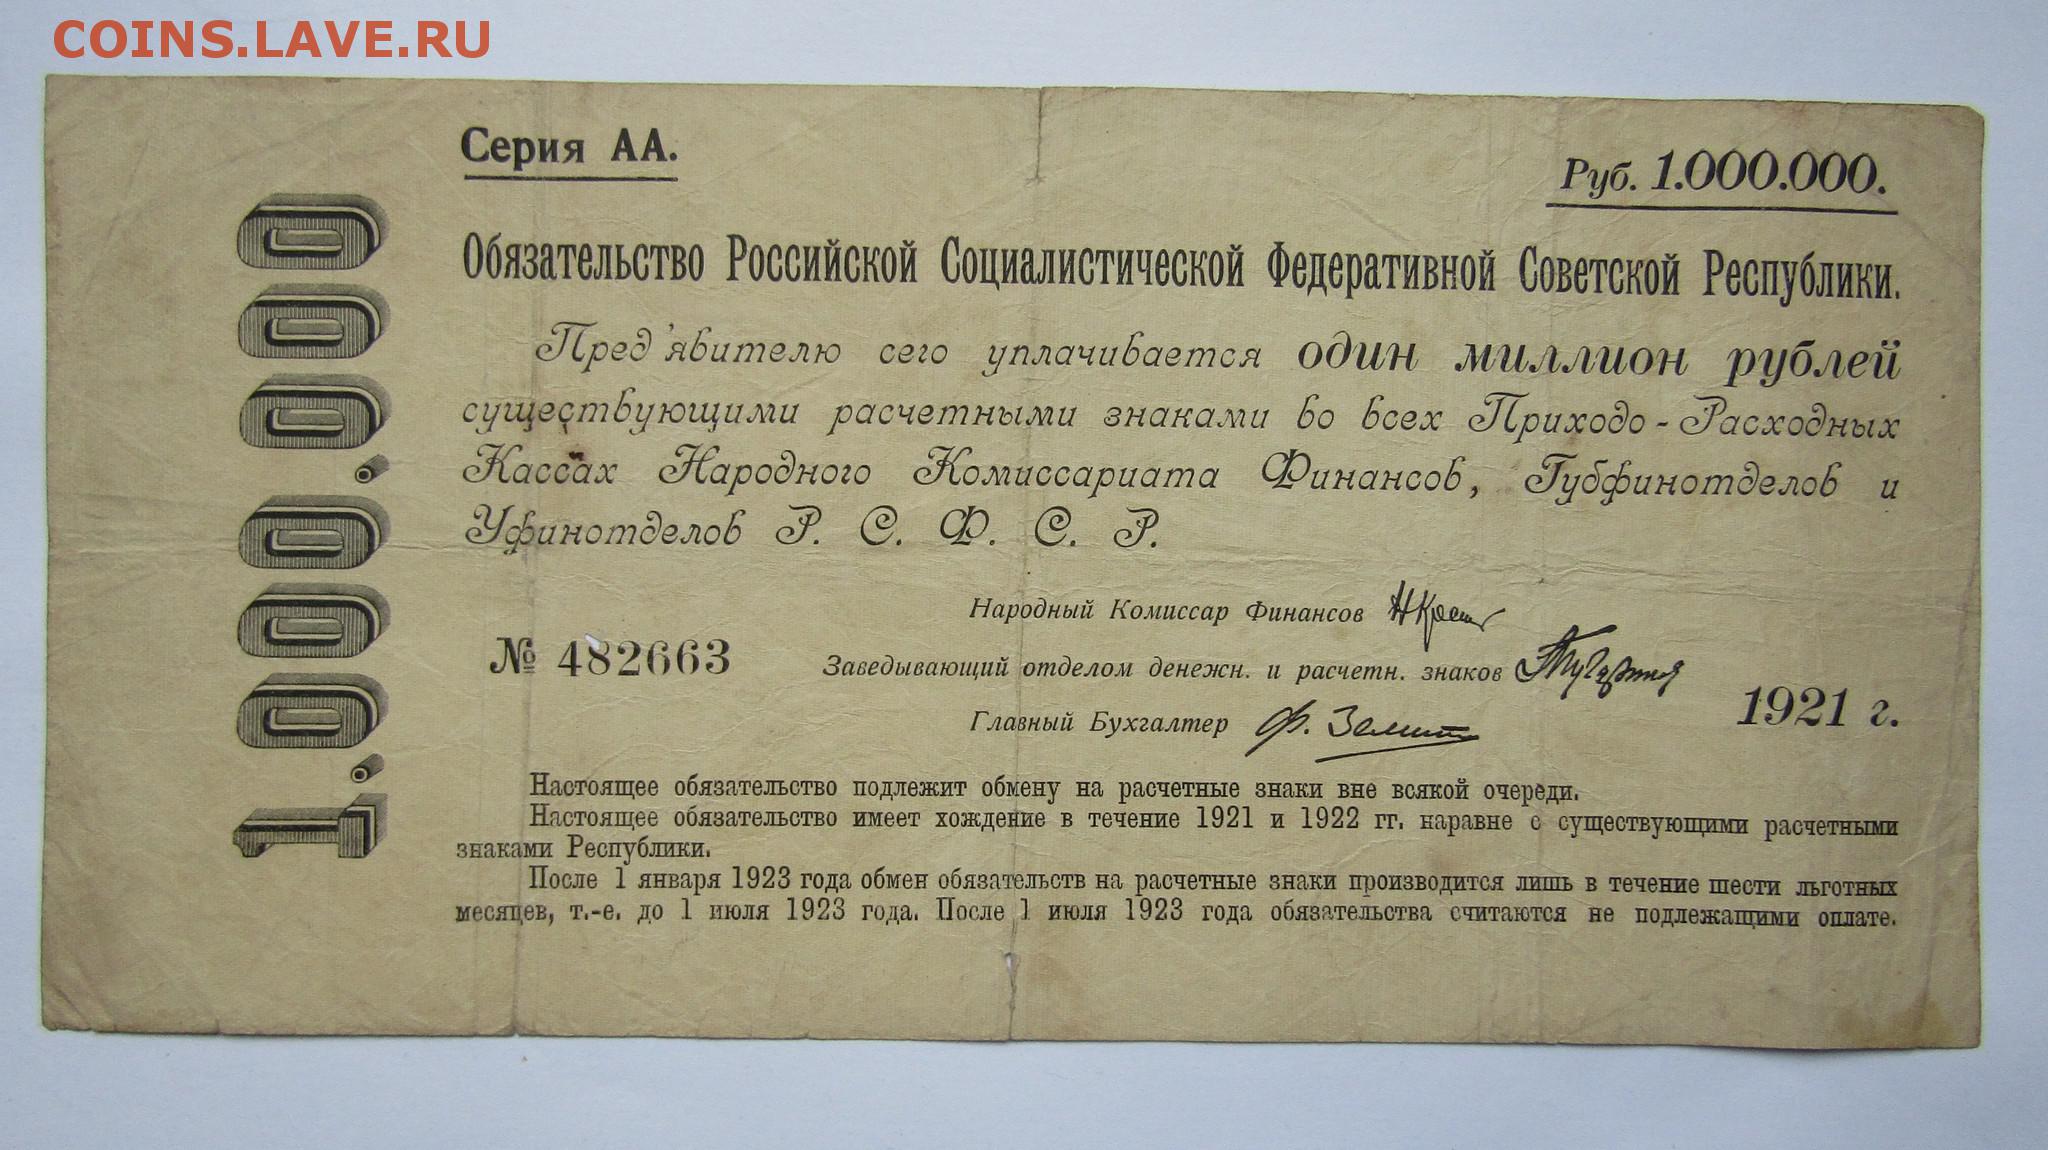 COINS.LAVE.RU
Серия АА.
Руб. 1.000.000.
1.000.000
Обязательство Российской Социалистической Федеративной Советской Республики.
Пред'явителю сего уплачивается один миллион рублей
существующими расчетными знаками во всех Приходо-Расходных
Кассах Народного Комиссариата Финансов, Губфинотделов и
Уфинотделов Р. С. Ф. С. Р.
Народный Комиссар Финансов
№ 482663
Заведывающий отделом денежн. и расчетн. знаков
1921 г.
Главный Бухгалтер
Настоящее обязательство подлежит обмену на расчетные знаки вне всякой очереди.
Настоящее обязательство имеет хождение в течение 1921 и 1922 гг. наравне с существующими расчетными
знаками Республики.
После 1 января 1923 года обмен обязательств на расчетные знаки производится лишь в течение шести льготных
месяцев, т.-е. до 1 июля 1923 года. После 1 июля 1923 года обязательства считаются не подлежащими оплате.